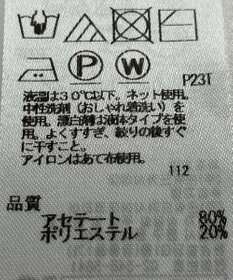 P W
P23T
液温は30℃以下、ネット使用。
中性洗剤（おしゃれ着洗い）を
使用。漂白剤は液体タイプを使
用。よくすすぎ、絞りの後すぐ
に干すこと。
アイロンはあて布使用。
112
品質
アセテート 80%
ポリエステル 20%